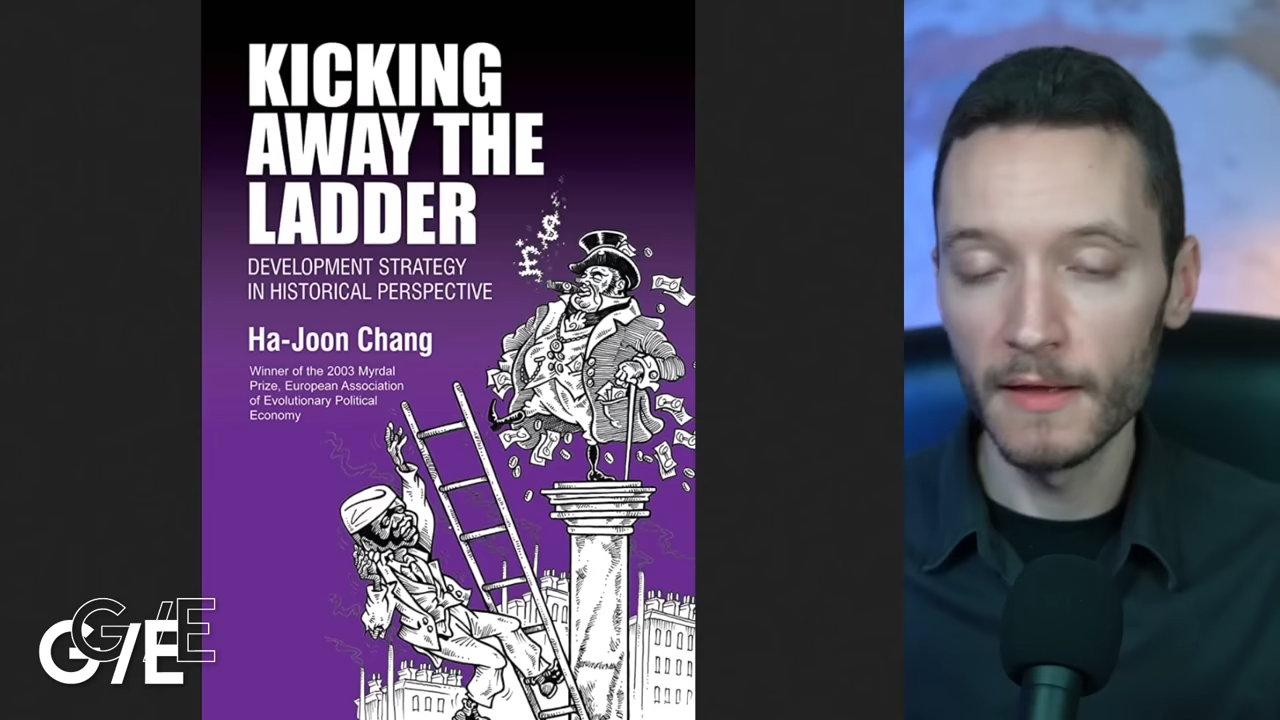 KICKING
AWAY THE
LADDER
DEVELOPMENT STRATEGY
IN HISTORICAL PERSPECTIVE
Ha-Joon Chang
Winner of the 2003 Myrdal
Prize, European Association
of Evolutionary Political
Economy
G/E
G/E